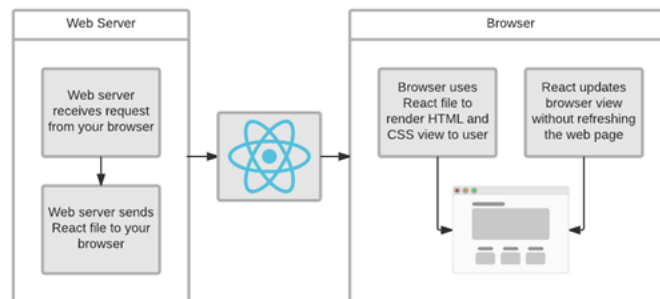 Web Server
Web server
receives request
from your browser
Web server sends
React file to your
browser
Browser
Browser uses
React file to
render HTML and
CSS view to user
React updates
browser view
without refreshing
the web page